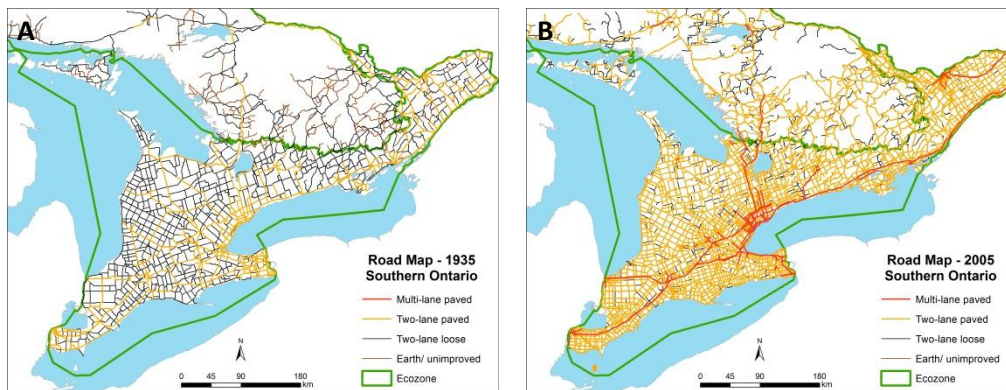 A
Road Map - 1935
Southern Ontario
Multi-lane paved
Two-lane paved
Two-lane loose
Earth/ unimproved
Ecozone
N
0 45 90 180
km
B
Road Map - 2005
Southern Ontario
Multi-lane paved
Two-lane paved
Two-lane loose
Earth/ unimproved
Ecozone
N
0 45 90 180
km